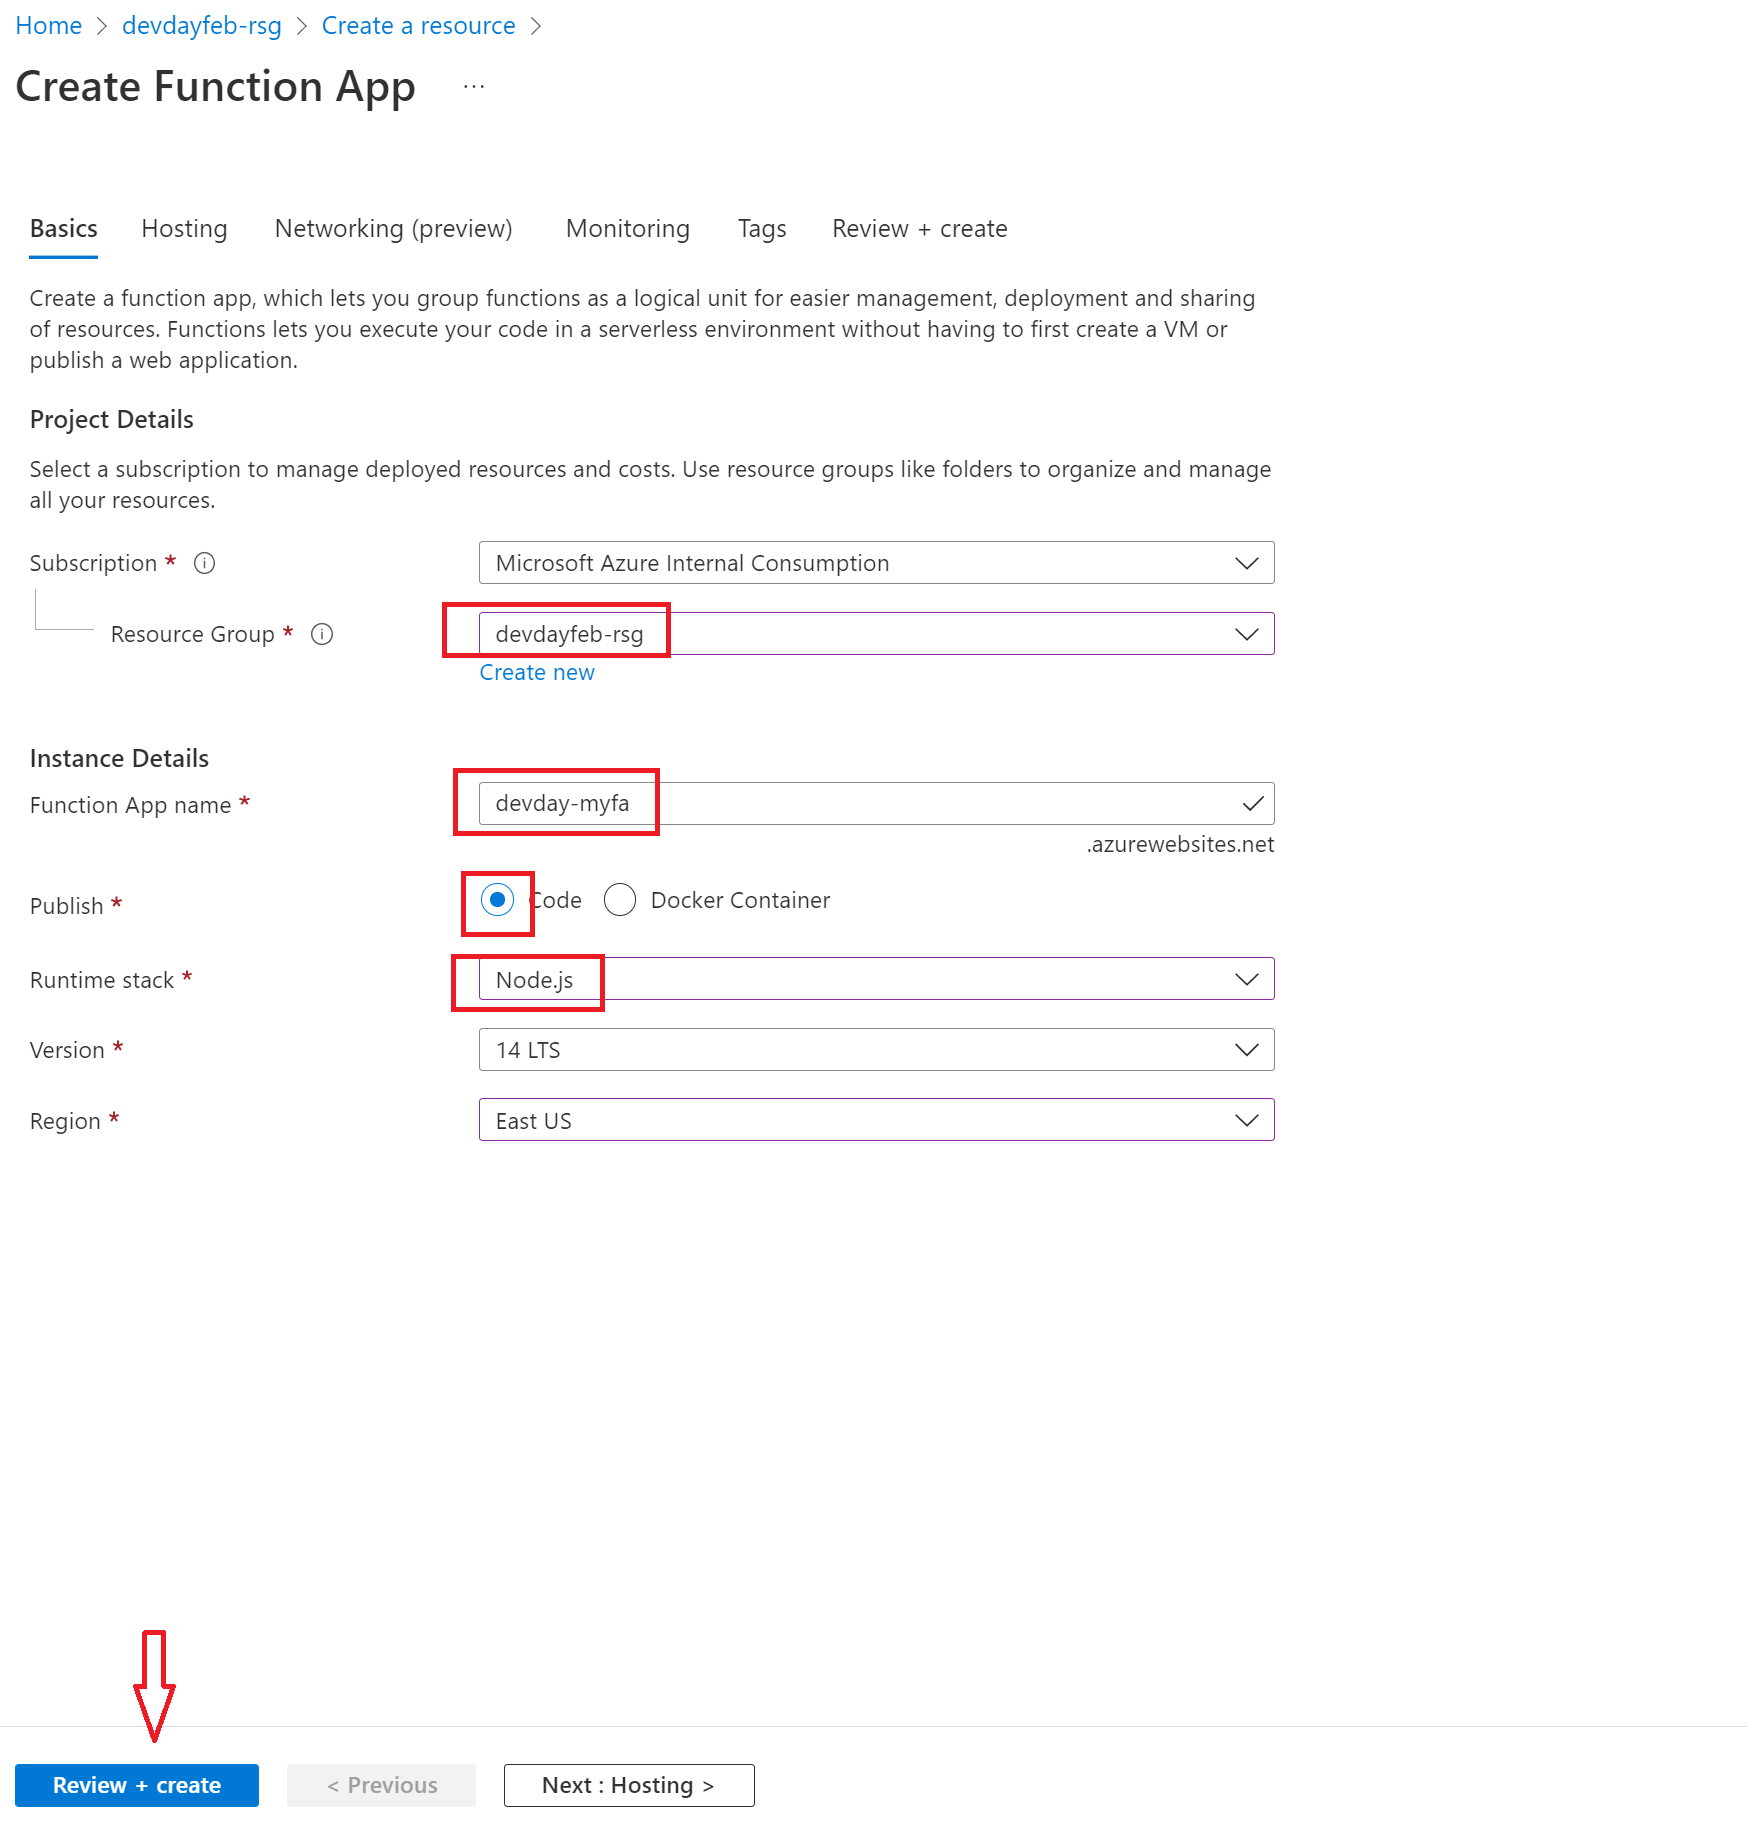 Home > devdayfeb-rsg > Create a resource >
Create Function App ...
Basics Hosting Networking (preview) Monitoring Tags Review + create
Create a function app, which lets you group functions as a logical unit for easier management, deployment and sharing
of resources. Functions lets you execute your code in a serverless environment without having to first create a VM or
publish a web application.
Project Details
Select a subscription to manage deployed resources and costs. Use resource groups like folders to organize and manage
all your resources.
Subscription * Microsoft Azure Internal Consumption
Resource Group * devdayfeb-rsg
Create new
Instance Details
Function App name * devday-myfa
.azurewebsites.net
Publish * Code Docker Container
Runtime stack * Node.js
Version * 14 LTS
Region * East US
Review + create < Previous Next : Hosting >